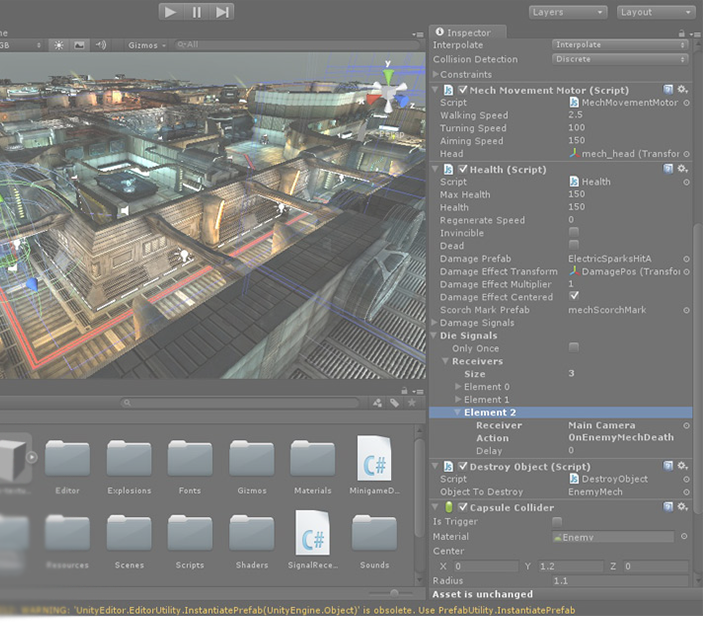 Layers
Layout
Inspector
Gizmos
All
Interpolate
Interpolate
Collision Detection
Discrete
Constraints
y
Persp
Mech Movement Motor (Script)
Script
MechMovementMotor
Walking Speed
2.5
Turning Speed
100
Aiming Speed
150
Head
mech_head (Transfor
Health (Script)
Script
Health
Max Health
150
Health
150
Regenerate Speed
0
Invincible
Dead
Damage Prefab
ElectricSparksHitA
Damage Effect Transform
DamagePos (Transfo
Damage Effect Multiplier
1
Damage Effect Centered
Scorch Mark Prefab
mechScorchMark
Damage Signals
Die Signals
Only Once
Receivers
Size
3
Element 0
Element 1
Element 2
Receiver
Main Camera
Action
OnEnemyMechDeath
Delay
0
Destroy Object (Script)
Script
DestroyObject
Object To Destroy
EnemyMech
Capsule Collider
Is Trigger
Material
Enemy
Center
X 0 Y 1.2 Z 0
Radius
1.1
Asset is unchanged
C#
Editor
Explosions
Fonts
Gizmos
Materials
MinigameD...
C#
Resources
Scenes
Scripts
Shaders
SignalRece...
Sounds
WARNING: 'UnityEditor.EditorUtility.InstantiatePrefab(UnityEngine.Object)' is obsolete. Use PrefabUtility.InstantiatePrefab